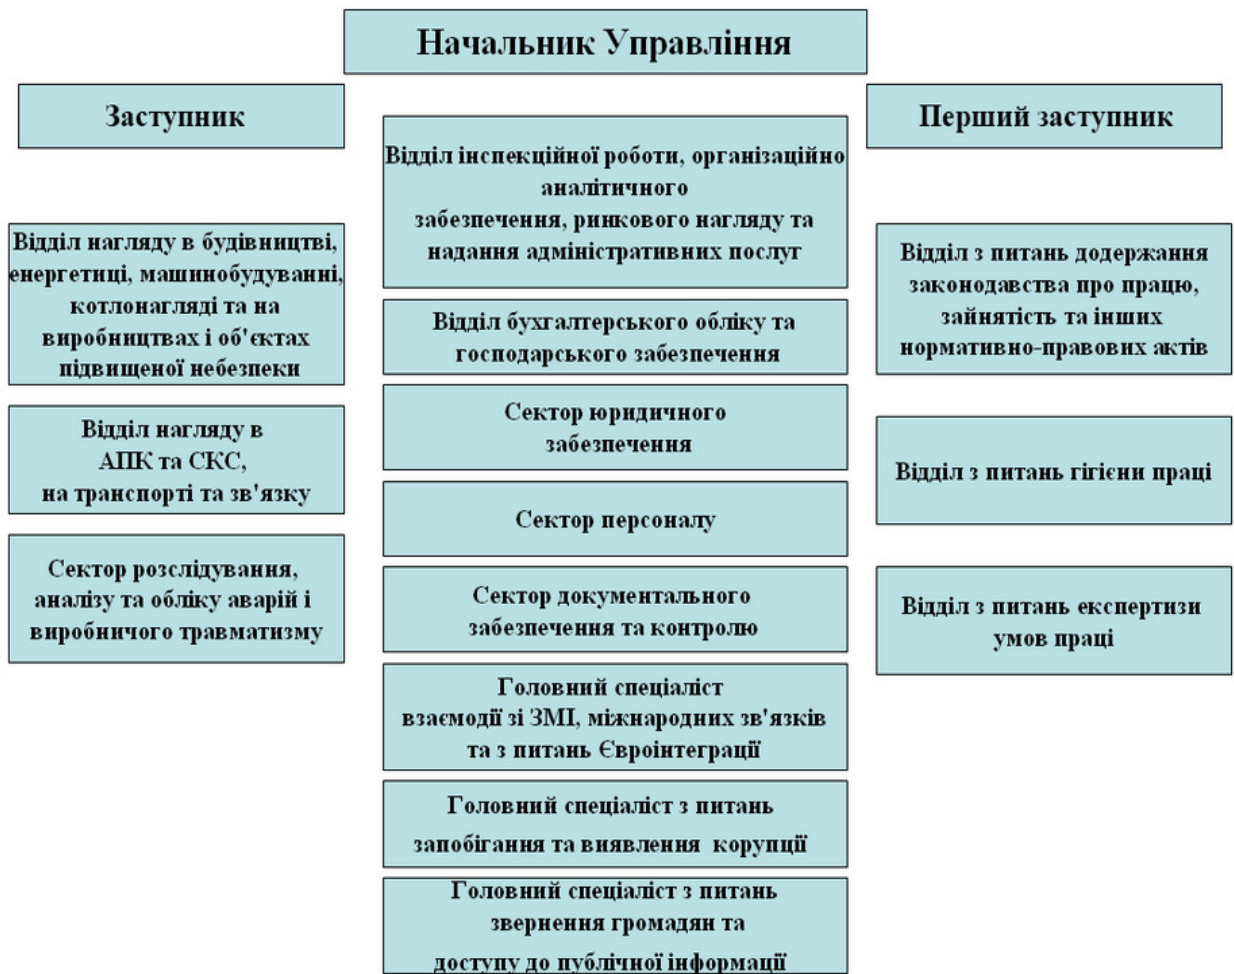 Начальник Управління
Заступник
Перший заступник
Відділ інспекційної роботи, організаційно
аналітичного
забезпечення, ринкового нагляду та
надання адміністративних послуг
Відділ нагляду в будівництві,
енергетиці, машинобудуванні,
котлонагляді та на
виробництвах і об'єктах
підвищеної небезпеки
Відділ з питань додержання
законодавства про працю,
зайнятість та інших
нормативно-правових актів
Відділ бухгалтерського обліку та
господарського забезпечення
Сектор юридичного
забезпечення
Відділ нагляду в
АПК та СКС,
на транспорті та зв'язку
Відділ з питань гігієни праці
Сектор персоналу
Сектор розслідування,
аналізу та обліку аварій і
виробничого травматизму
Сектор документального
забезпечення та контролю
Відділ з питань експертизи
умов праці
Головний спеціаліст
взаємодії зі ЗМІ, міжнародних зв'язків
та з питань Євроінтеграції
Головний спеціаліст з питань
запобігання та виявлення корупції
Головний спеціаліст з питань
звернення громадян та
доступу до публічної інформації